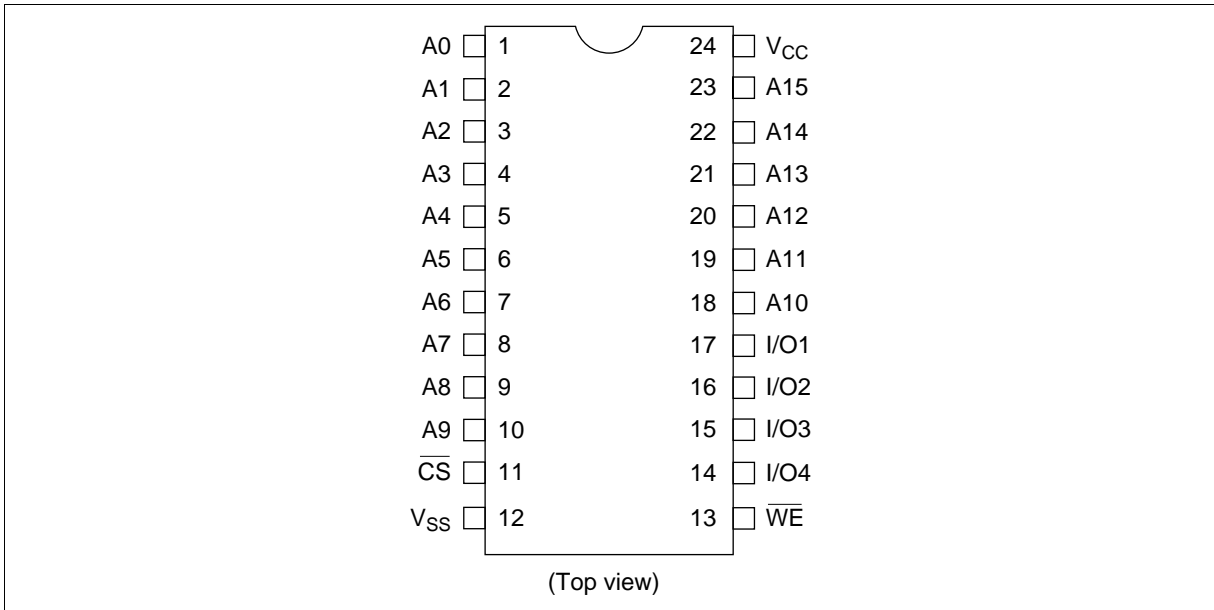 A0 1 24 VCC
A1 2 23 A15
A2 3 22 A14
A3 4 21 A13
A4 5 20 A12
A5 6 19 A11
A6 7 18 A10
A7 8 17 I/O1
A8 9 16 I/O2
A9 10 15 I/O3
C̅S̅ 11 14 I/O4
VSS 12 13 W̅E̅
(Top view)